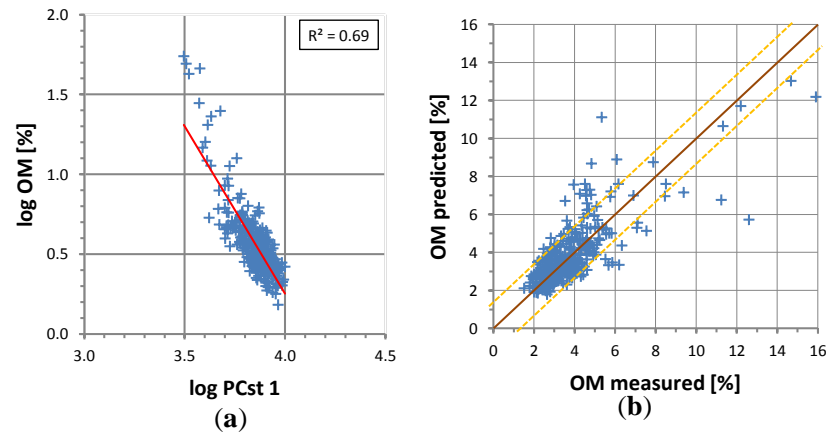 R² = 0.69
log OM [%]
2.0
1.5
1.0
0.5
0.0
3.0 3.5 4.0 4.5
log PCst 1
(a)
OM predicted [%]
16
14
12
10
8
6
4
2
0
0 2 4 6 8 10 12 14 16
OM measured [%]
(b)